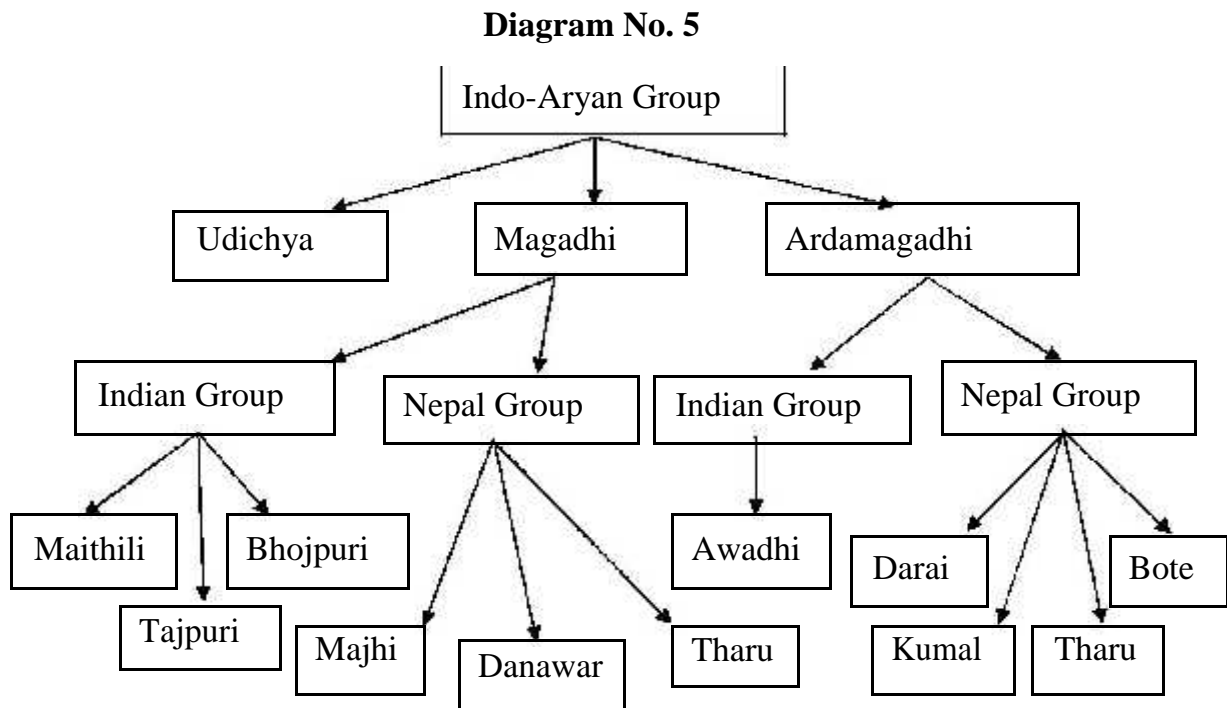 Diagram No. 5
Indo-Aryan Group
Udichya
Magadhi
Ardamagadhi
Indian Group
Nepal Group
Indian Group
Nepal Group
Maithili
Bhojpuri
Awadhi
Darai
Bote
Tajpuri
Majhi
Danawar
Tharu
Kumal
Tharu